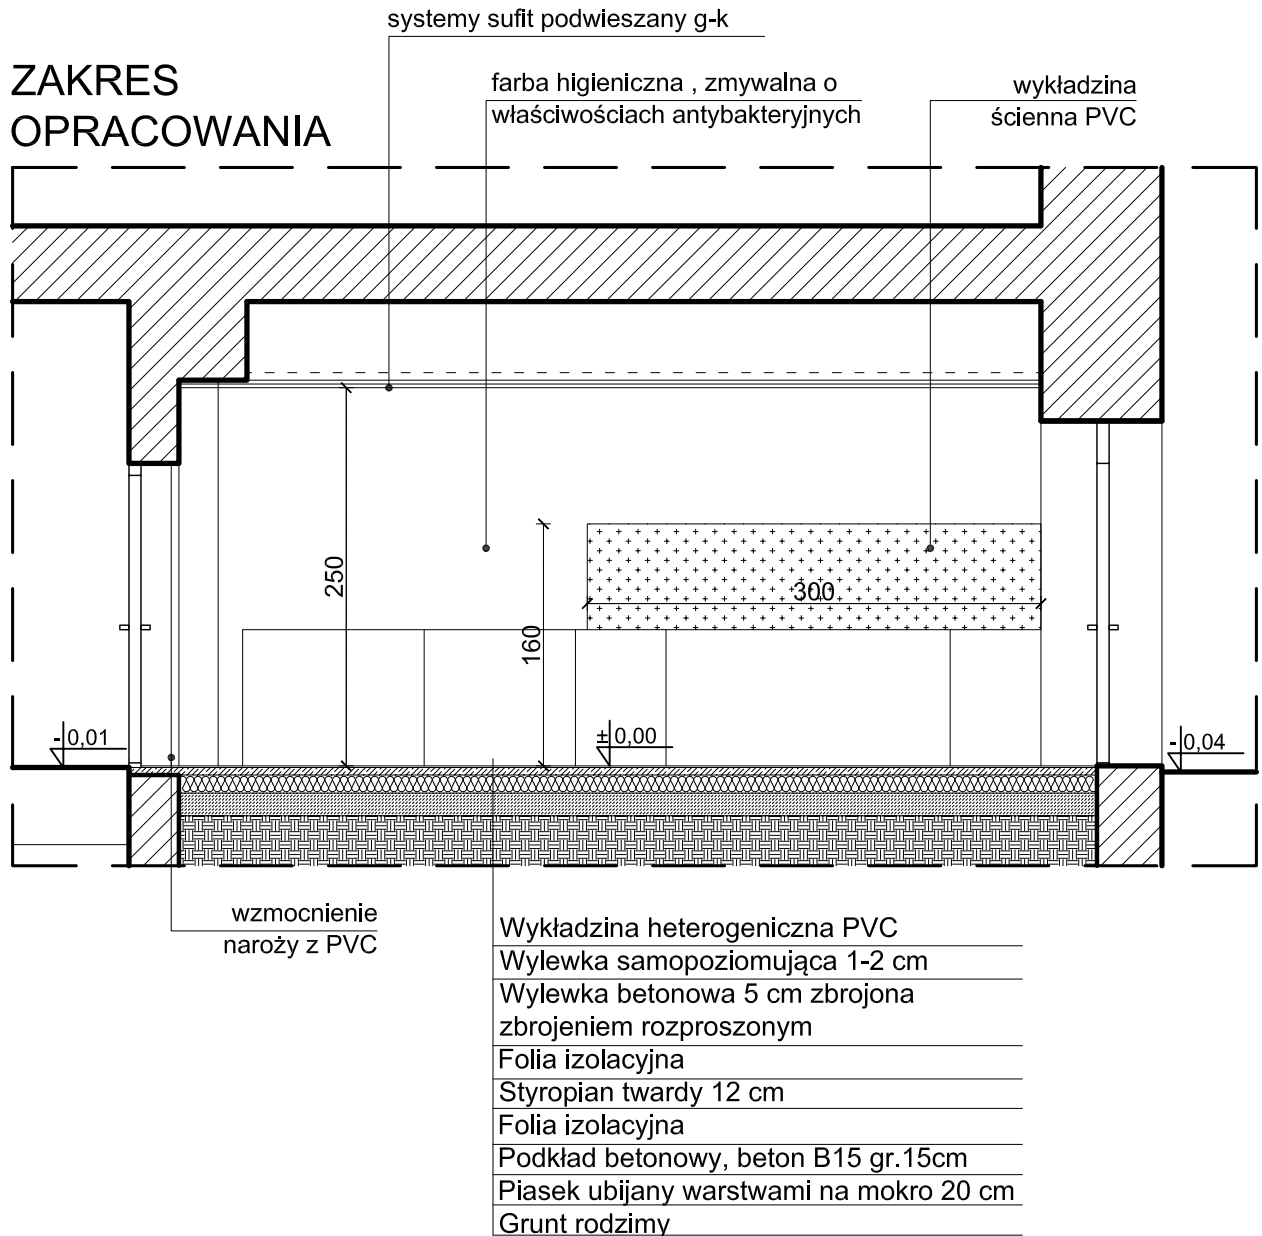 systemy sufit podwieszany g-k
ZAKRES
OPRACOWANIA
farba higieniczna , zmywalna o
właściwościach antybakteryjnych
wykładzina
ścienna PVC
250
300
160
-0,01
±0,00
-0,04
wzmocnienie
naroży z PVC
Wykładzina heterogeniczna PVC
Wylewka samopoziomująca 1-2 cm
Wylewka betonowa 5 cm zbrojona
zbrojeniem rozproszonym
Folia izolacyjna
Styropian twardy 12 cm
Folia izolacyjna
Podkład betonowy, beton B15 gr.15cm
Piasek ubijany warstwami na mokro 20 cm
Grunt rodzimy